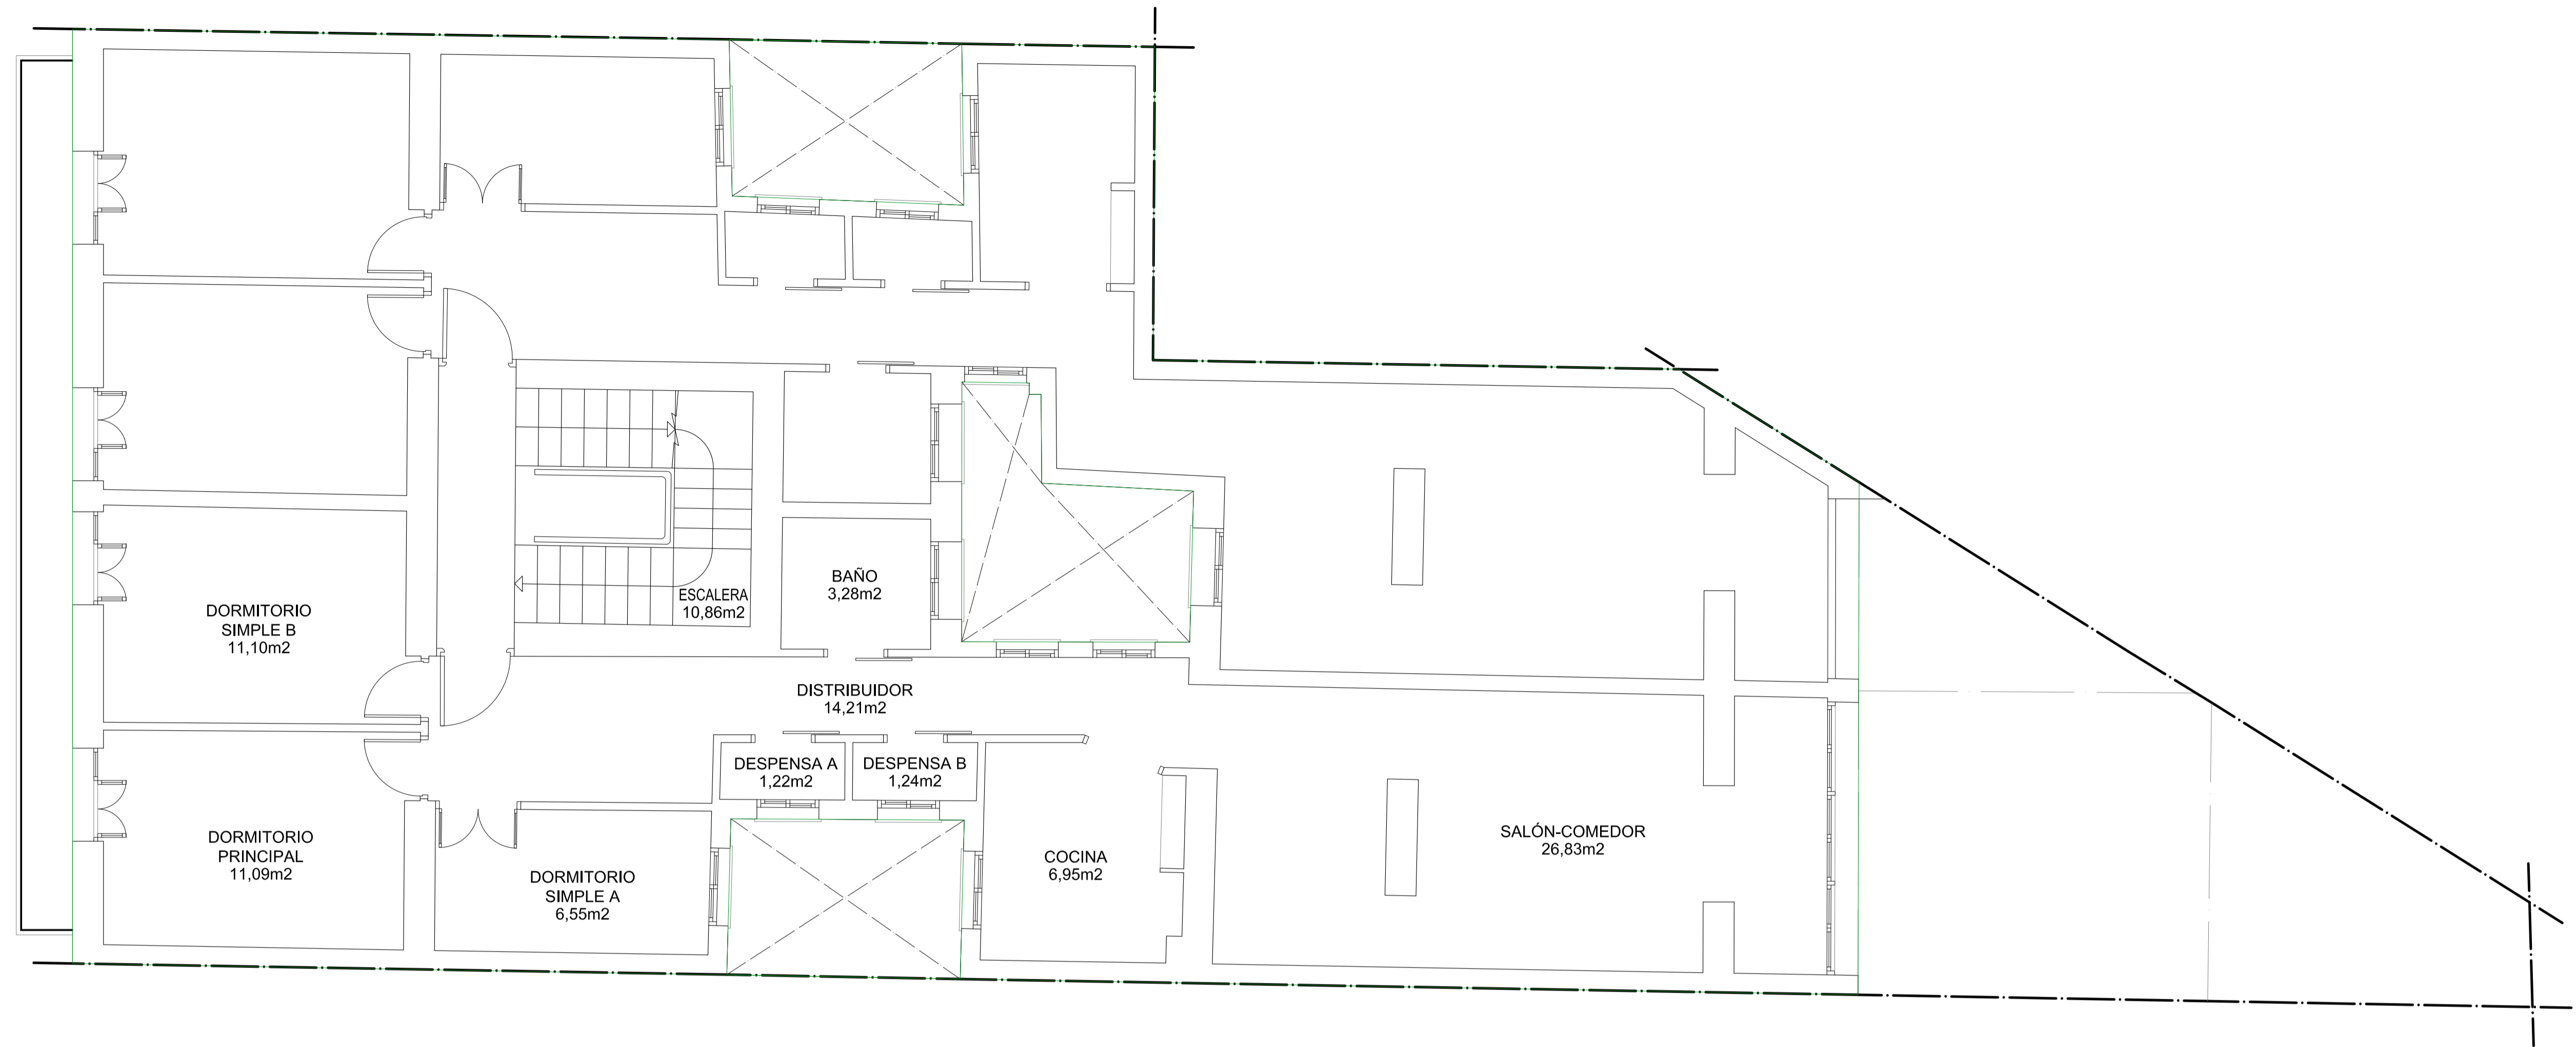 BAÑO
3,28m2
ESCALERA
10,86m2
DORMITORIO
SIMPLE B
11,10m2
DISTRIBUIDOR
14,21m2
DESPENSA A
1,22m2
DESPENSA B
1,24m2
DORMITORIO
PRINCIPAL
11,09m2
DORMITORIO
SIMPLE A
6,55m2
COCINA
6,95m2
SALÓN-COMEDOR
26,83m2